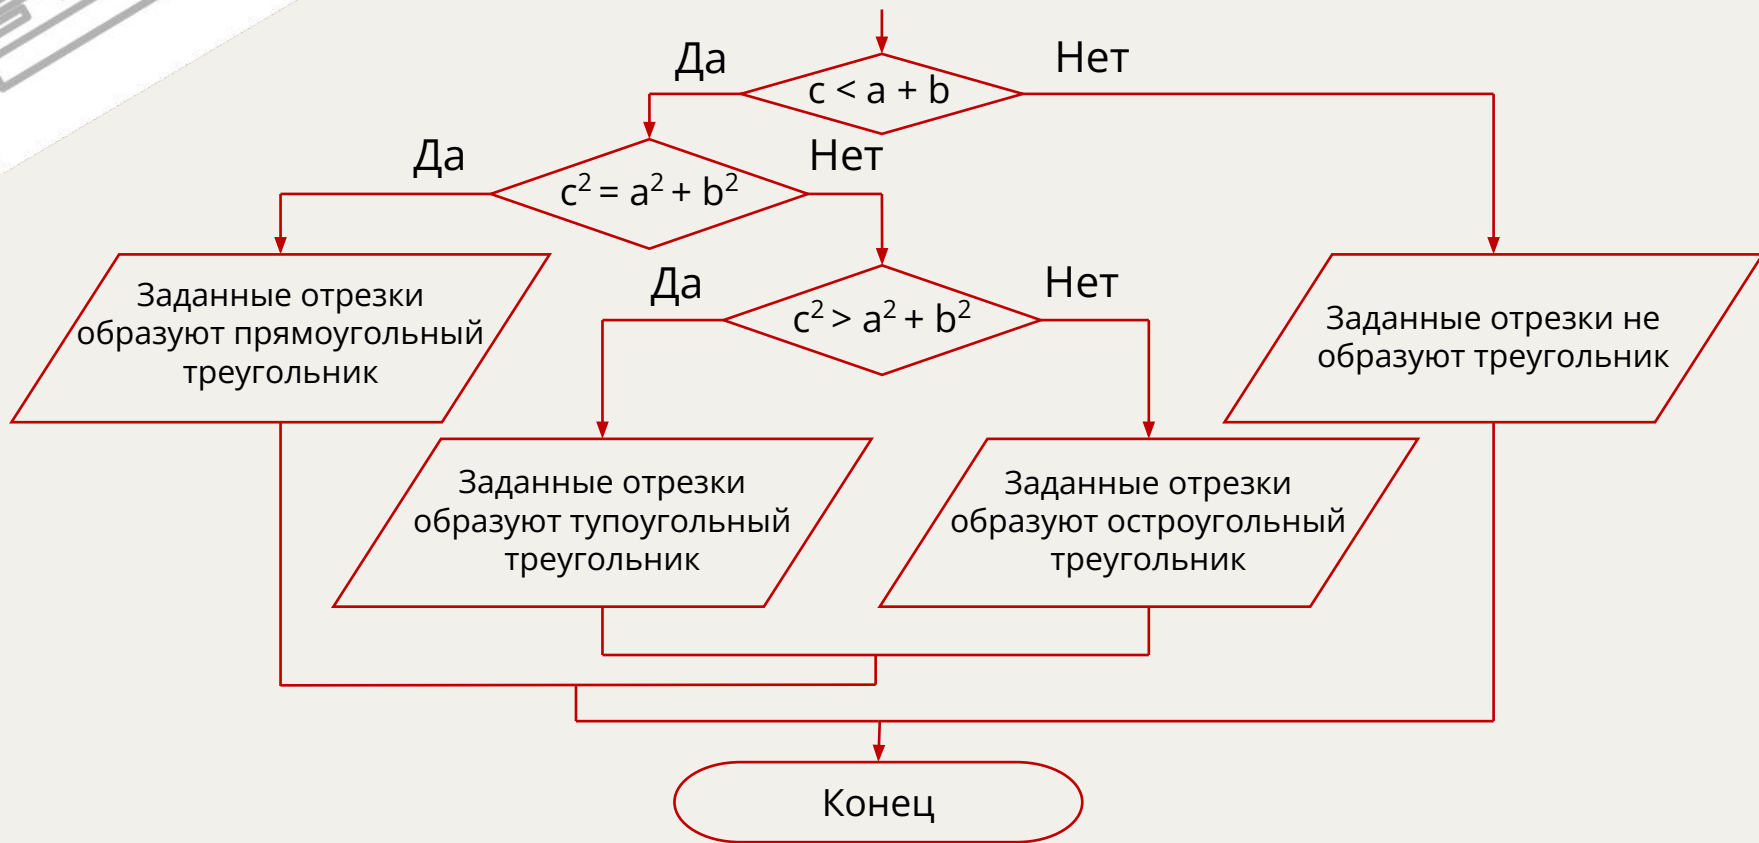 Да
Нет
c < a + b
Да
Нет
c² = a² + b²
Да
Нет
c² > a² + b²
Заданные отрезки
образуют прямоугольный
треугольник
Заданные отрезки не
образуют треугольник
Заданные отрезки
образуют тупоугольный
треугольник
Заданные отрезки
образуют остроугольный
треугольник
Конец